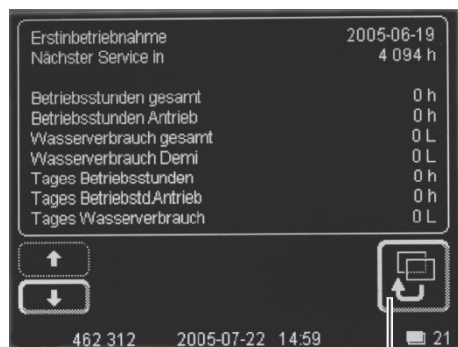 Erstinbetriebnahme 2005-06-19
Nächster Service in 4 094 h
Betriebsstunden gesamt 0 h
Betriebsstunden Antrieb 0 h
Wasserverbrauch gesamt 0 L
Wasserverbrauch Demi 0 L
Tages Betriebsstunden 0 h
Tages Betriebstd.Antrieb 0 h
Tages Wasserverbrauch 0 L
462 312 2005-07-22 14:59 21